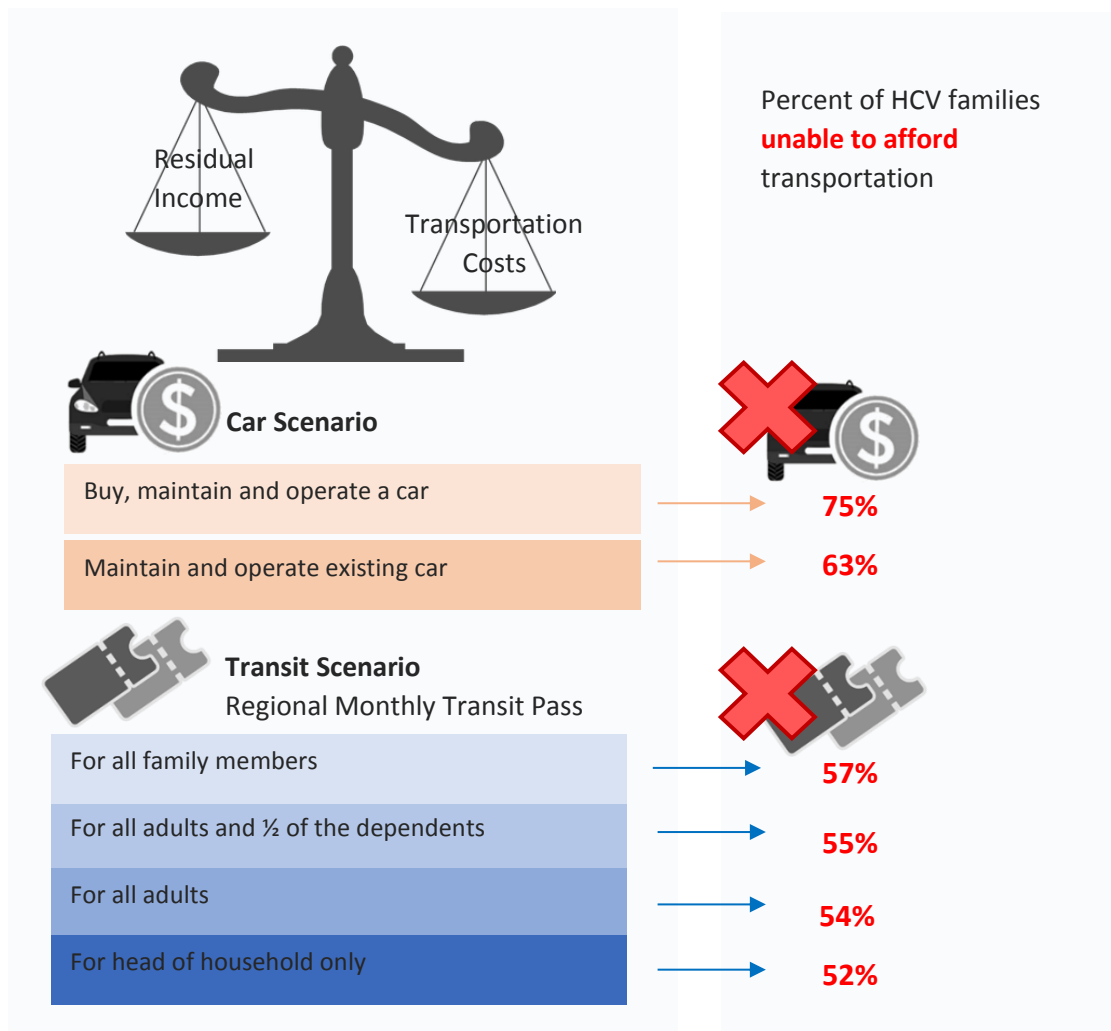 Residual
Income
Transportation
Costs
Percent of HCV families
unable to afford
transportation
$
Car Scenario
$
Buy, maintain and operate a car
75%
Maintain and operate existing car
63%
Transit Scenario
Regional Monthly Transit Pass
For all family members
57%
For all adults and ½ of the dependents
55%
For all adults
54%
For head of household only
52%